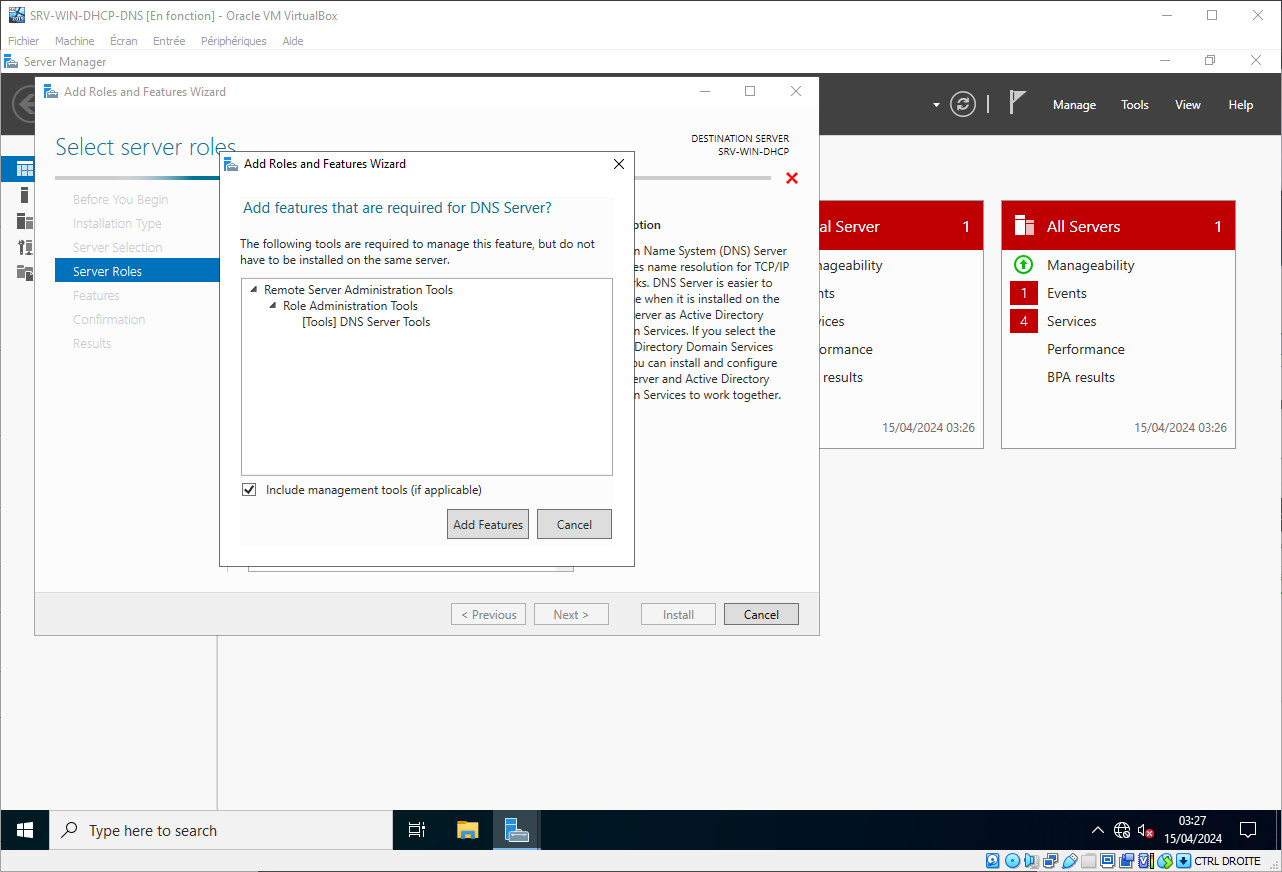 SRV-WIN-DHCP-DNS [En fonction] - Oracle VM VirtualBox
Fichier Machine Écran Entrée Périphériques Aide
Server Manager
Add Roles and Features Wizard
Manage Tools View Help
Select server roles
DESTINATION SERVER
SRV-WIN-DHCP
Before You Begin
Installation Type
Server Selection
Server Roles
Features
Confirmation
Results
Add Roles and Features Wizard
Add features that are required for DNS Server?
The following tools are required to manage this feature, but do not
have to be installed on the same server.
Remote Server Administration Tools
Role Administration Tools
[Tools] DNS Server Tools
Include management tools (if applicable)
Add Features Cancel
ption
n Name System (DNS) Server
es name resolution for TCP/IP
ks. DNS Server is easier to
e when it is installed on the
erver as Active Directory
n Services. If you select the
Directory Domain Services
ou can install and configure
erver and Active Directory
n Services to work together.
< Previous Next > Install Cancel
al Server 1
nageability
nts
ices
ormance
results
15/04/2024 03:26
All Servers 1
Manageability
1 Events
4 Services
Performance
BPA results
15/04/2024 03:26
Type here to search
03:27
15/04/2024
CTRL DROITE